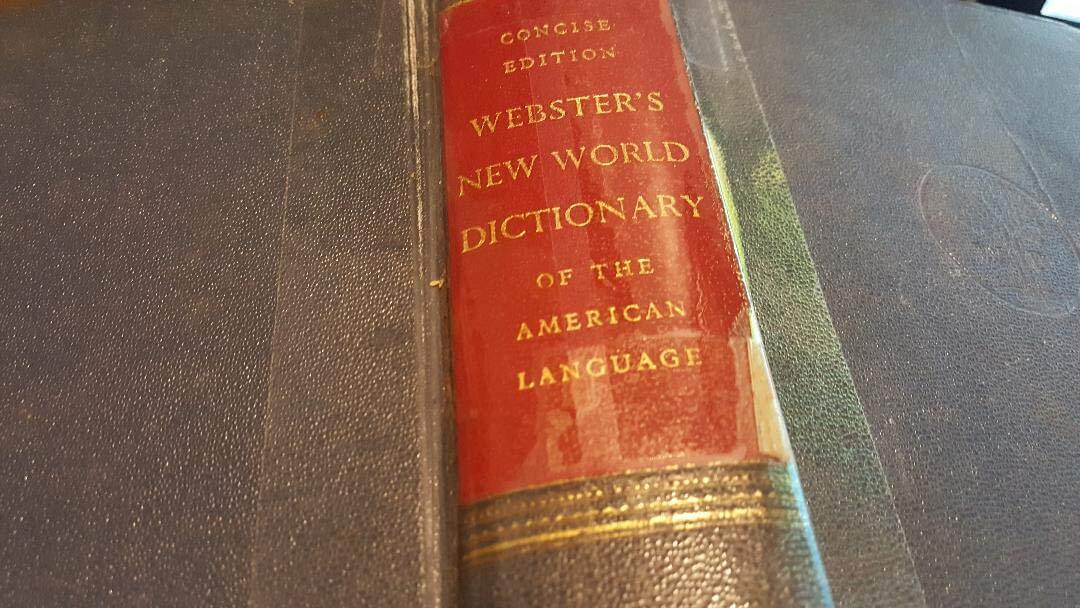 CONCISE
EDITION
WEBSTER'S
NEW WORLD
DICTIONARY
OF THE
AMERICAN
LANGUAGE